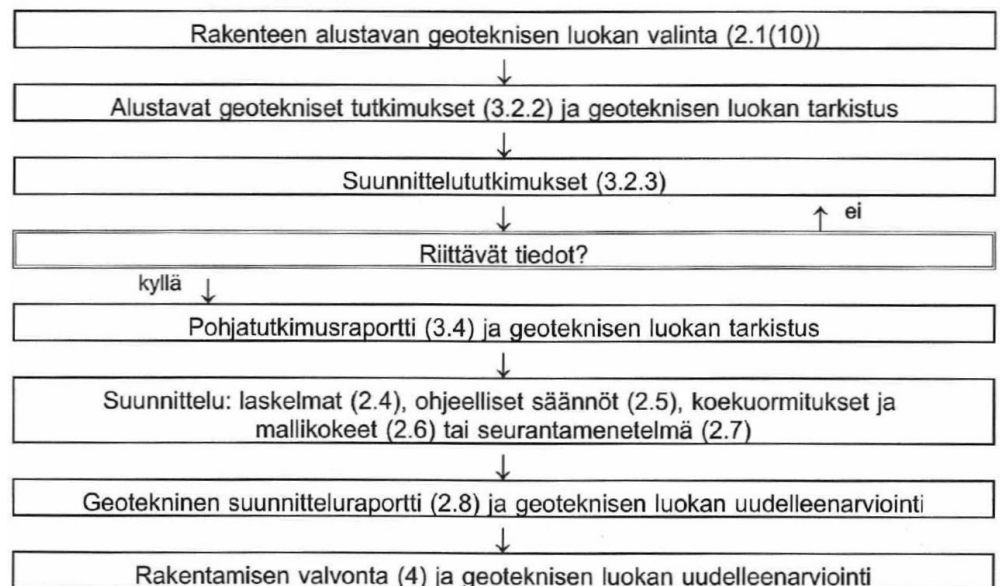 Rakenteen alustavan geoteknisen luokan valinta (2.1(10))
Alustavat geotekniset tutkimukset (3.2.2) ja geoteknisen luokan tarkistus
Suunnittelututkimukset (3.2.3)
ei
Riittävät tiedot?
kyllä
Pohjatutkimusraportti (3.4) ja geoteknisen luokan tarkistus
Suunnittelu: laskelmat (2.4), ohjeelliset säännöt (2.5), koekuormitukset ja
mallikokeet (2.6) tai seurantamenetelmä (2.7)
Geotekninen suunnitteluraportti (2.8) ja geoteknisen luokan uudelleenarviointi
Rakentamisen valvonta (4) ja geoteknisen luokan uudelleenarviointi